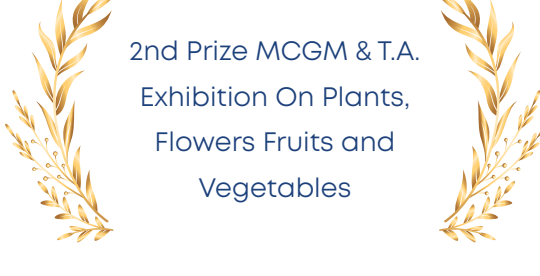 2nd Prize MCGM & T.A.
Exhibition On Plants,
Flowers Fruits and
Vegetables